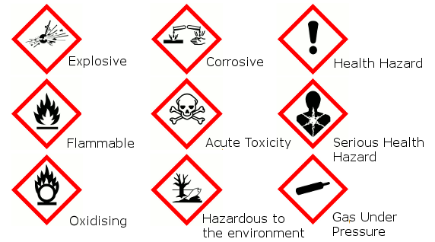 Explosive
Corrosive
Health Hazard
Flammable
Acute Toxicity
Serious Health
Hazard
Oxidising
Hazardous to
the environment
Gas Under
Pressure